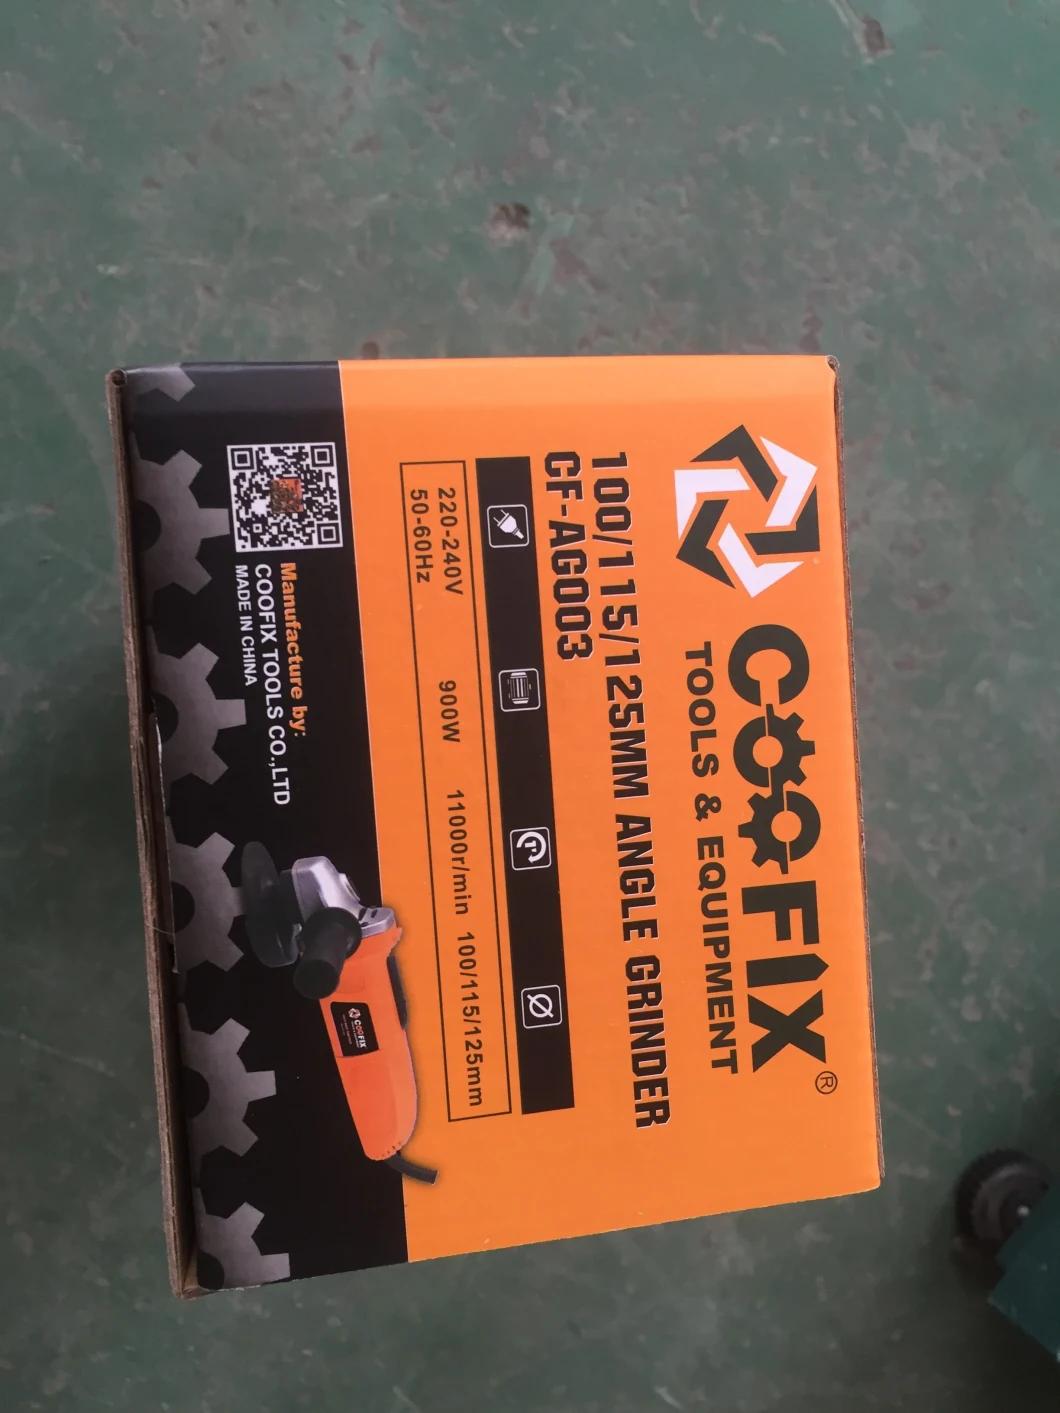 COOFIX®
TOOLS & EQUIPMENT
100/115/125MM ANGLE GRINDER
CF-AG003
220-240V 900W 11000r/min 100/115/125mm
50-60Hz
Manufacture by:
COOFIX TOOLS CO.,LTD
MADE IN CHINA
COOFIX